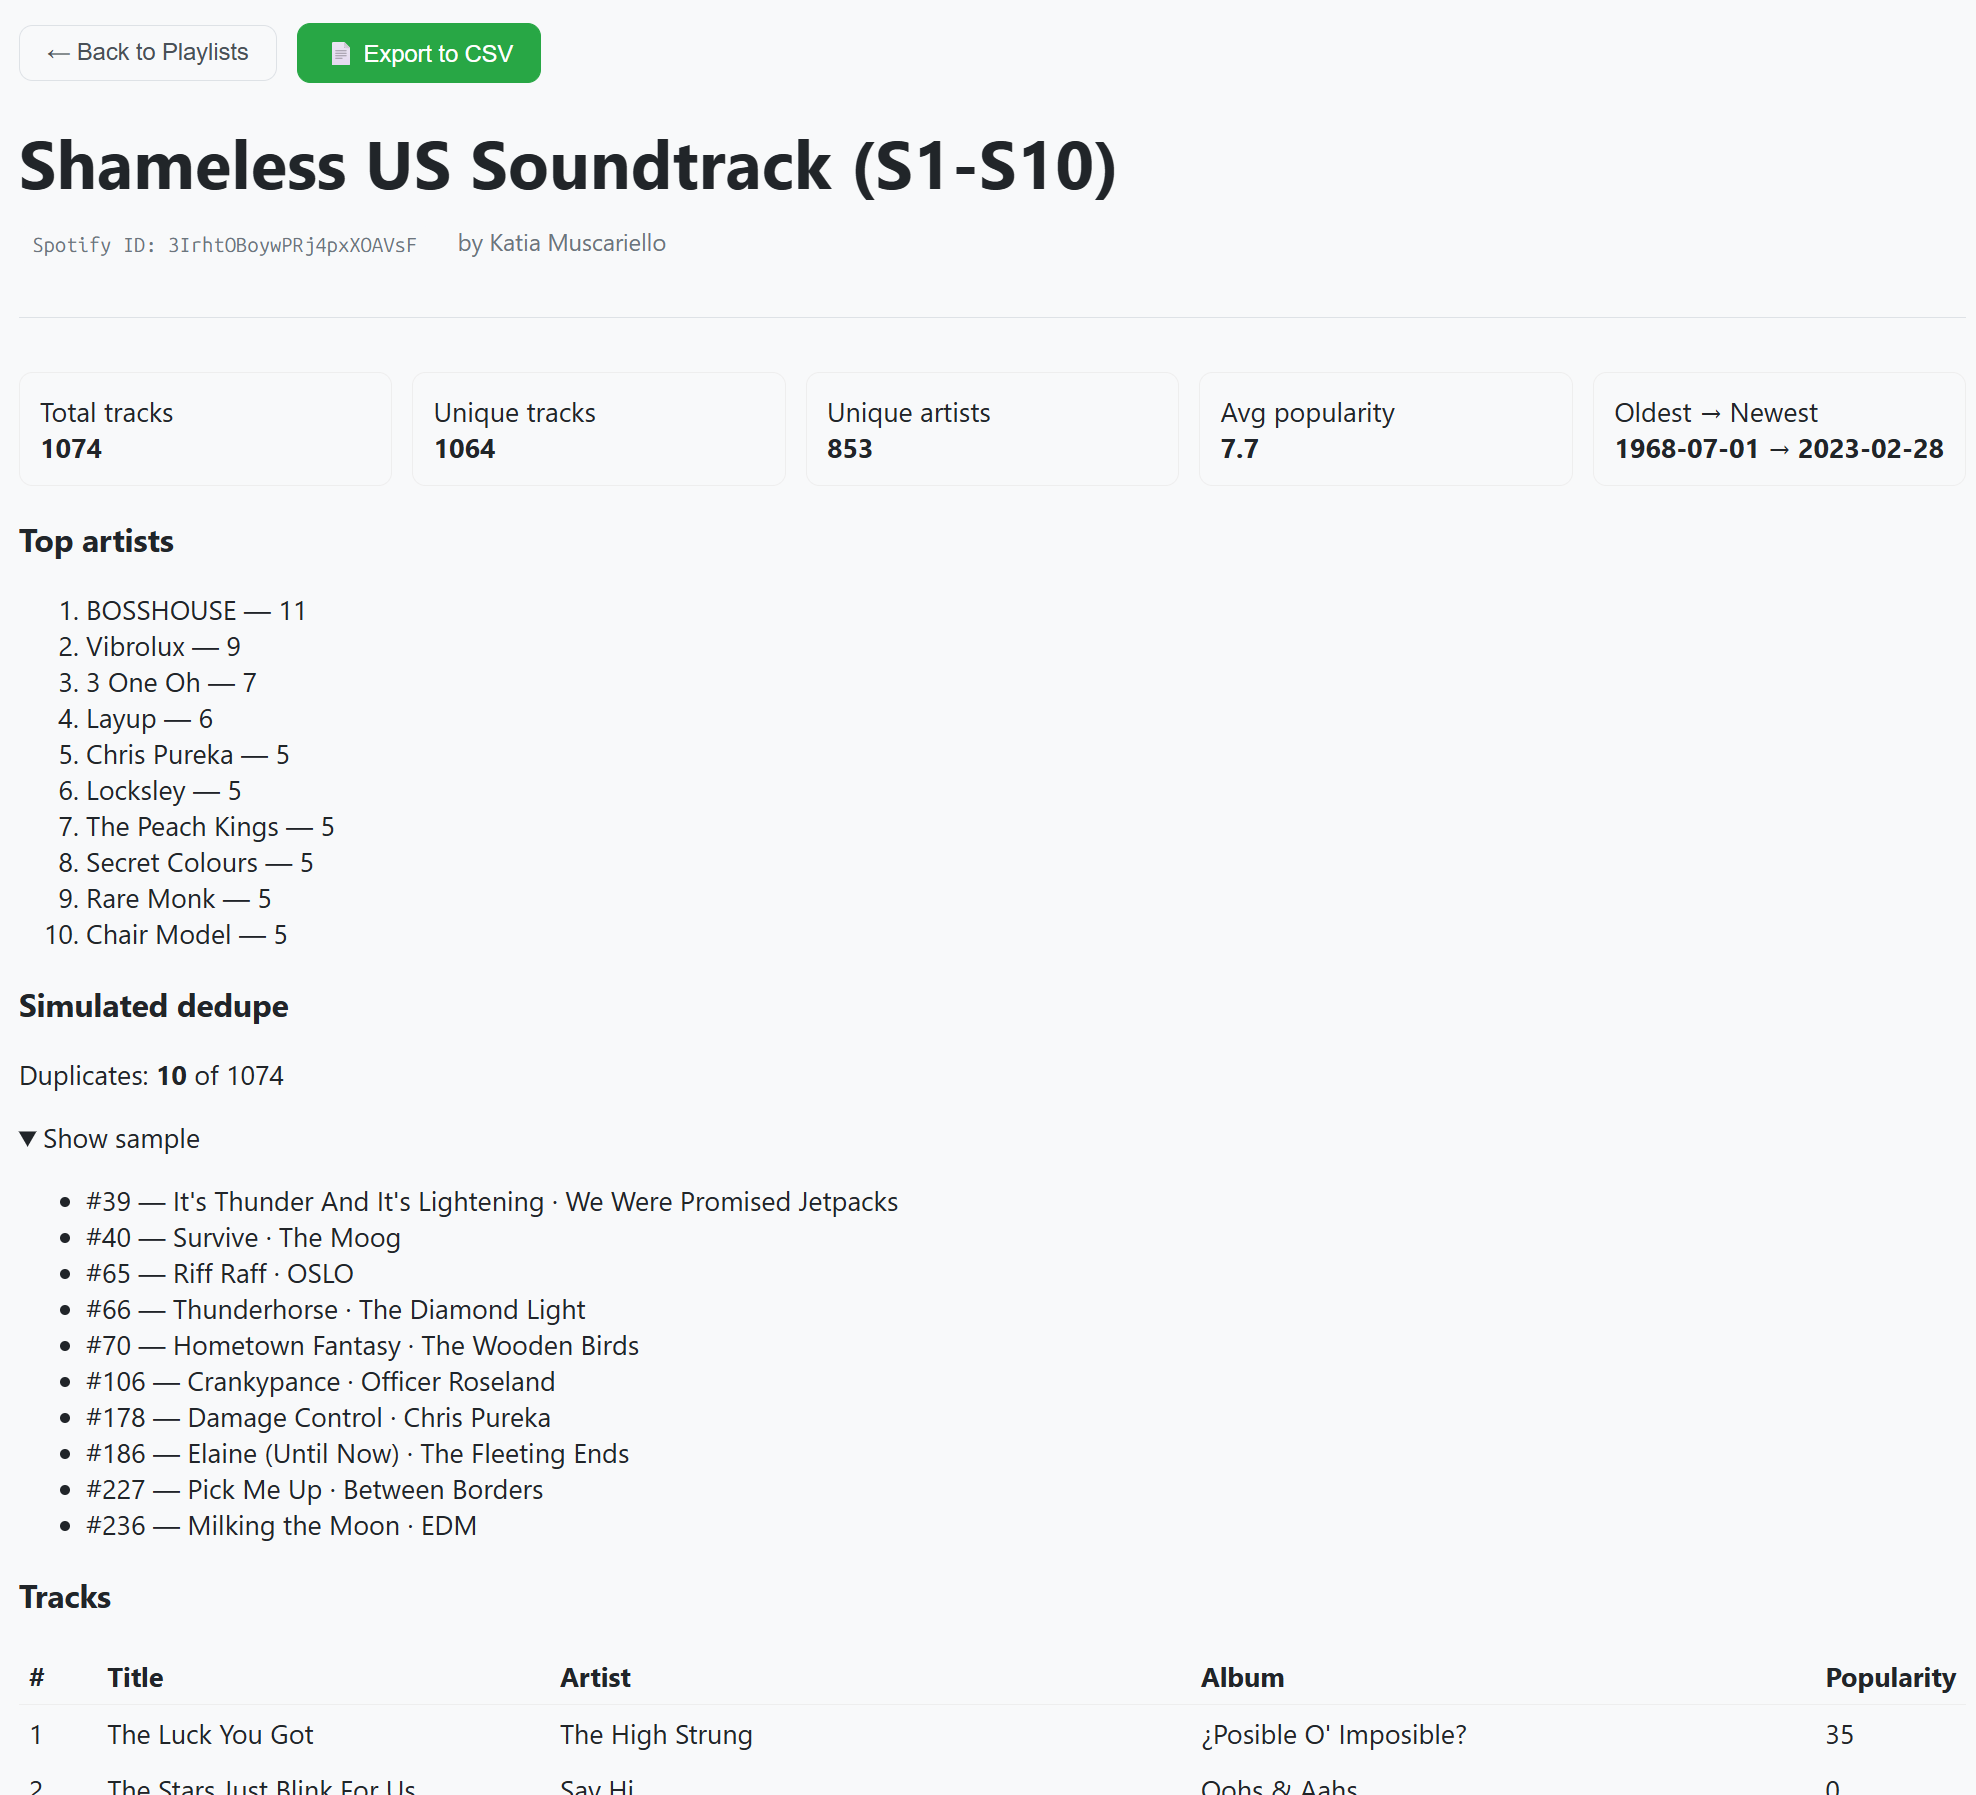 ← Back to Playlists
Export to CSV
Shameless US Soundtrack (S1-S10)
Spotify ID: 3IrhtOBoywPRj4pxXOAVsF by Katia Muscariello
Total tracks
1074
Unique tracks
1064
Unique artists
853
Avg popularity
7.7
Oldest → Newest
1968-07-01 → 2023-02-28
Top artists
1. BOSSHOUSE — 11
2. Vibrolux — 9
3. 3 One Oh — 7
4. Layup — 6
5. Chris Pureka — 5
6. Locksley — 5
7. The Peach Kings — 5
8. Secret Colours — 5
9. Rare Monk — 5
10. Chair Model — 5
Simulated dedupe
Duplicates: 10 of 1074
▼ Show sample
• #39 — It's Thunder And It's Lightening · We Were Promised Jetpacks
• #40 — Survive · The Moog
• #65 — Riff Raff · OSLO
• #66 — Thunderhorse · The Diamond Light
• #70 — Hometown Fantasy · The Wooden Birds
• #106 — Crankypance · Officer Roseland
• #178 — Damage Control · Chris Pureka
• #186 — Elaine (Until Now) · The Fleeting Ends
• #227 — Pick Me Up · Between Borders
• #236 — Milking the Moon · EDM
Tracks
# Title Artist Album Popularity
1 The Luck You Got The High Strung ¿Posible O' Imposible? 35
2 The Stars Just Blink For Us Say Hi Oohs & Aahs 0